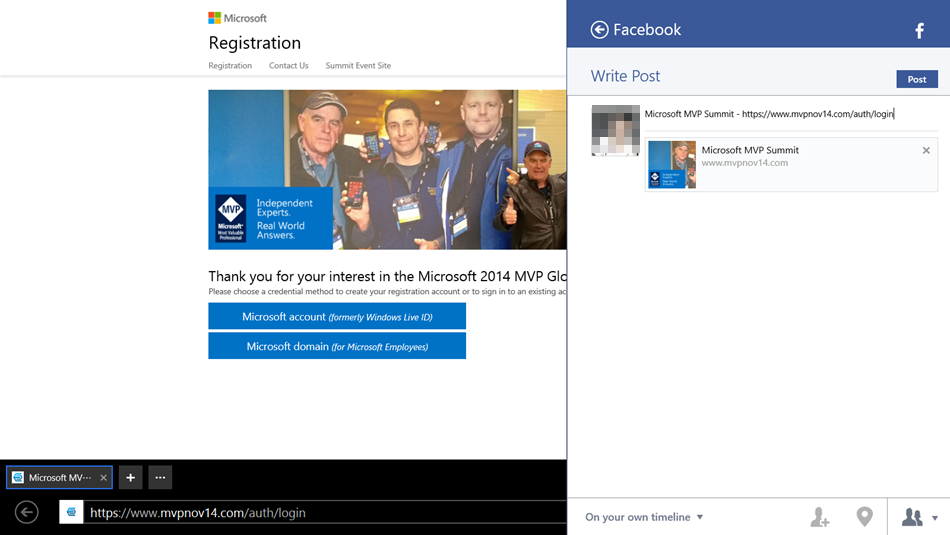 Microsoft
Registration
Registration Contact Us Summit Event Site
MVP
Microsoft®
Most Valuable
Professional
Independent
Experts.
Real World
Answers.
Thank you for your interest in the Microsoft 2014 MVP Glo
Please choose a credential method to create your registration account or to sign in to an existing ac
Microsoft account (formerly Windows Live ID)
Microsoft domain (for Microsoft Employees)
Microsoft MV...
https://www.mvpnov14.com/auth/login
Facebook
Write Post
Post
Microsoft MVP Summit - https://www.mvpnov14.com/auth/login
Microsoft MVP Summit
www.mvpnov14.com
On your own timeline